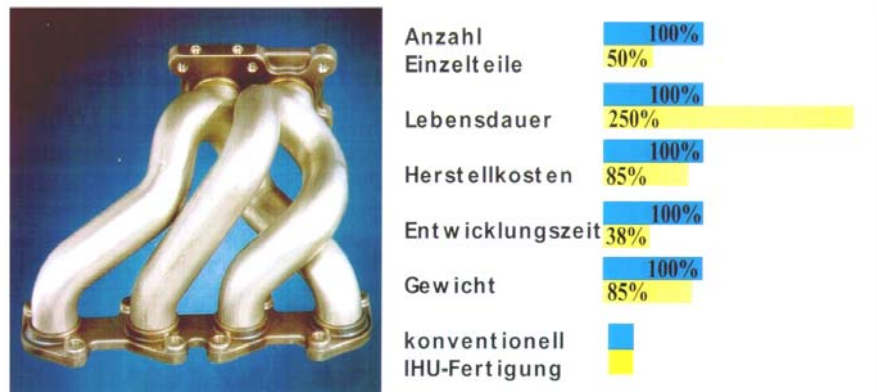 Anzahl 100%
Einzelteile 50%
100%
Lebensdauer 250%
100%
Herstellkosten 85%
100%
Entwicklungszeit 38%
100%
Gewicht 85%
konventionell
IHU-Fertigung